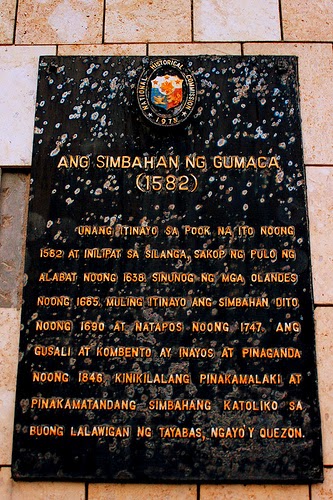 NATIONAL HISTORICAL COMMISSION
1975
ANG SIMBAHAN NG GUMACA
(1582)
UNANG ITINAYO SA POOK NA ITO NOONG
1582 AT INILIPAT SA SILANGA, SAKOP NG PULO NG
ALABAT NOONG 1638. SINUNOG NG MGA OLANDES
NOONG 1665. MULING ITINAYO ANG SIMBAHAN DITO
NOONG 1690 AT NATAPOS NOONG 1747. ANG
GUSALI AT KOMBENTO AY INAYOS AT PINAGANDA
NOONG 1846. KINIKILALANG PINAKAMALAKI AT
PINAKAMATANDANG SIMBAHANG KATOLIKO SA
BUONG LALAWIGAN NG TAYABAS, NGAYO'Y QUEZON.